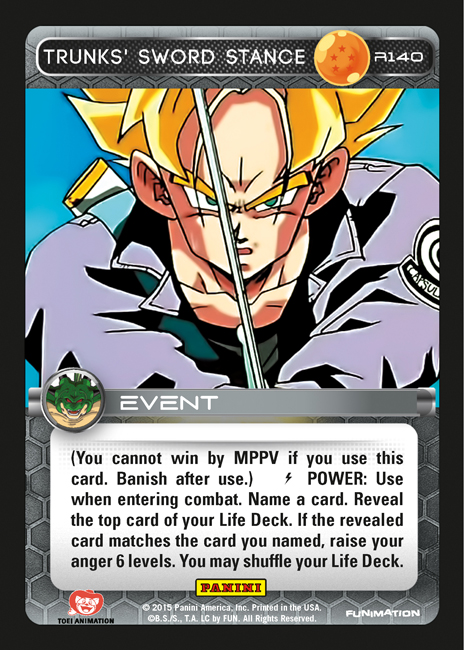 TRUNKS' SWORD STANCE R140
CAPSULE
EVENT
(You cannot win by MPPV if you use this
card. Banish after use.) POWER: Use
when entering combat. Name a card. Reveal
the top card of your Life Deck. If the revealed
card matches the card you named, raise your
anger 6 levels. You may shuffle your Life Deck.
PANINI
© 2015 Panini America, Inc. Printed in the USA.
©B.S./S., T.A. LC by FUN. All Rights Reserved.
TOEI ANIMATION
FUNIMATION